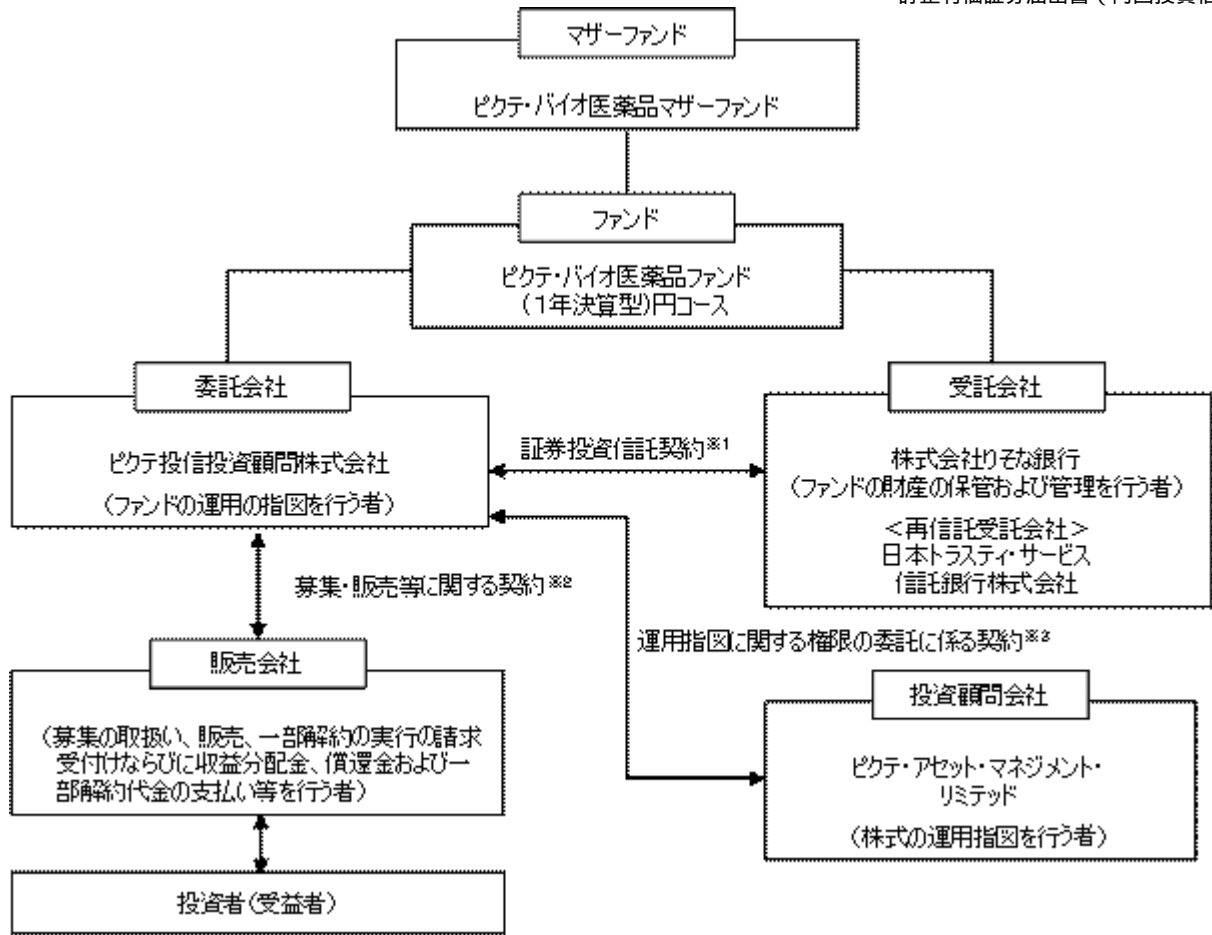 マザーファンド
ピクテ・バイオ医薬品マザーファンド
ファンド
ピクテ・バイオ医薬品ファンド
(1年決算型)円コース
委託会社
ピクテ投信投資顧問株式会社
(ファンドの運用の指図を行う者)
証券投資信託契約※1
受託会社
株式会社りそな銀行
(ファンドの財産の保管および管理を行う者)
<再信託受託会社>
日本トラスティ・サービス
信託銀行株式会社
募集・販売等に関する契約※2
運用指図に関する権限の委託に係る契約※3
販売会社
(募集の取扱い、販売、一部解約の実行の請求
受付けならびに収益分配金、償還金および一
部解約代金の支払い等を行う者)
投資顧問会社
ピクテ・アセット・マネジメント・
リミテッド
(株式の運用指図を行う者)
投資者(受益者)